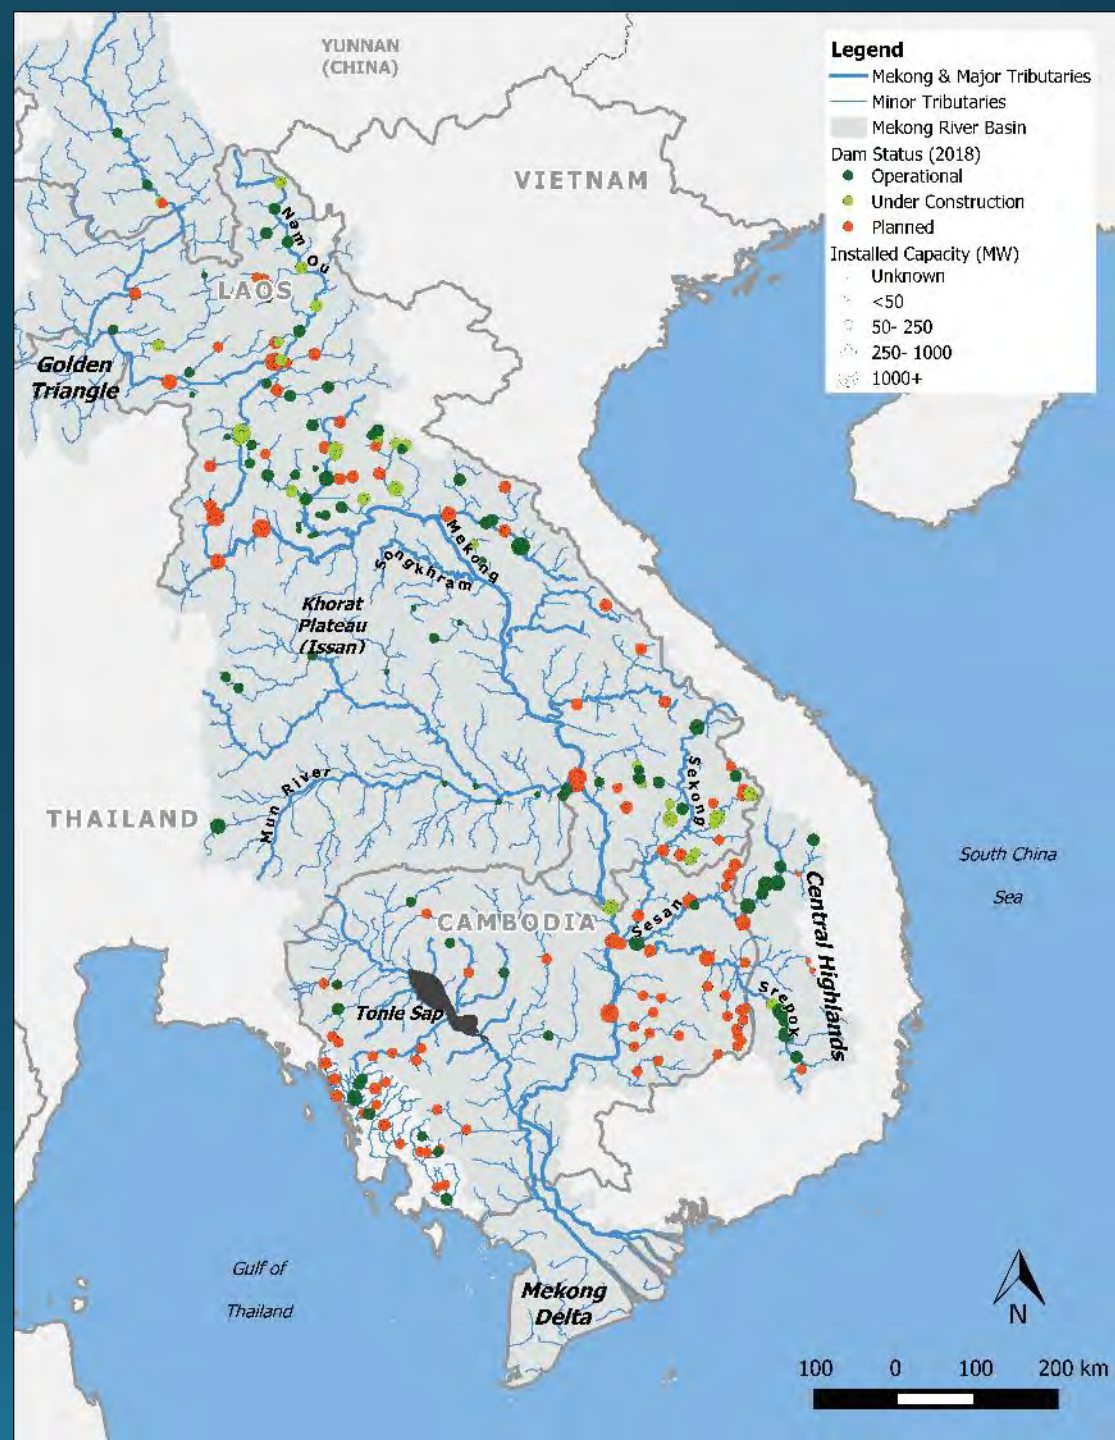 YUNNAN
(CHINA)
Legend
Mekong & Major Tributaries
Minor Tributaries
Mekong River Basin
Dam Status (2018)
Operational
Under Construction
Planned
Installed Capacity (MW)
Unknown
<50
50- 250
250- 1000
1000+
VIETNAM
Nam Ou
LAOS
Golden
Triangle
Mekong
Songkhram
Khorat
Plateau
(Issan)
THAILAND
Mun River
Sekong
South China
Sea
Central Highlands
CAMBODIA
Sesan
Srepok
Tonle Sap
Gulf of
Thailand
Mekong
Delta
N
100 0 100 200 km